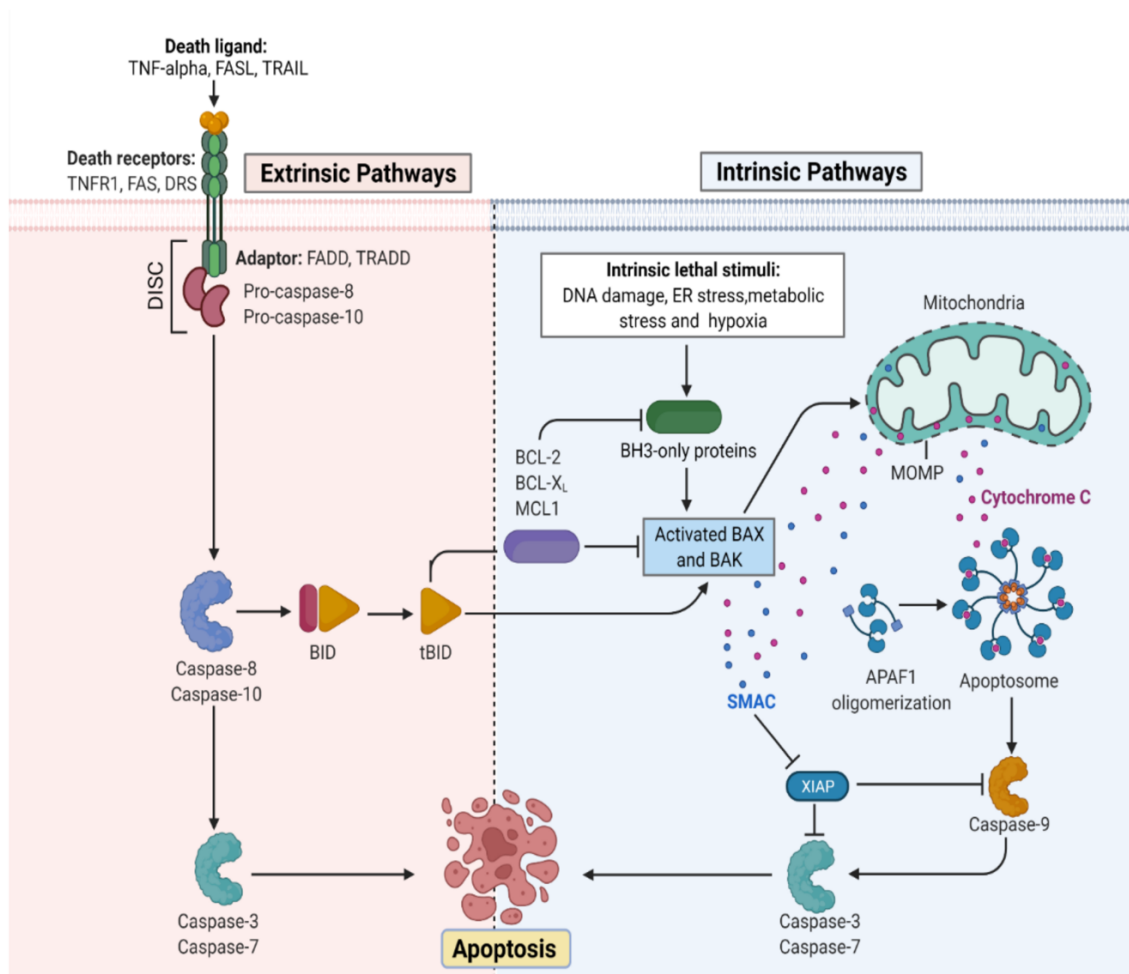 Death ligand:
TNF-alpha, FASL, TRAIL
Death receptors:
TNFR1, FAS, DRS
Extrinsic Pathways
Intrinsic Pathways
DISC
Adaptor: FADD, TRADD
Pro-caspase-8
Pro-caspase-10
Intrinsic lethal stimuli:
DNA damage, ER stress,metabolic
stress and hypoxia
Mitochondria
BCL-2
BCL-XL
MCL1
BH3-only proteins
MOMP
Cytochrome C
Activated BAX
and BAK
Caspase-8
Caspase-10
BID
tBID
SMAC
APAF1
oligomerization
Apoptosome
XIAP
Caspase-9
Caspase-3
Caspase-7
Apoptosis
Caspase-3
Caspase-7